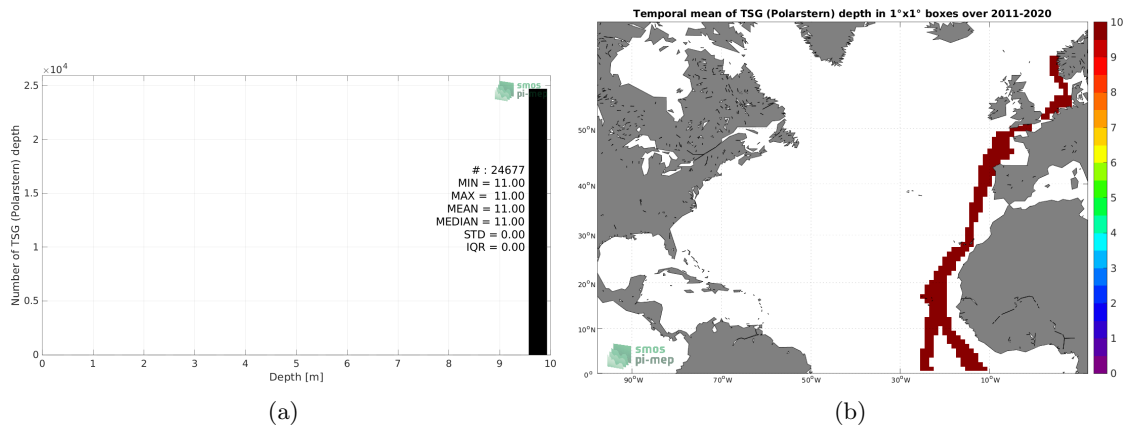 ×10⁴
2.5
2
1.5
1
0.5
0
Number of TSG (Polarstern) depth
smos
pi-mep
# : 24677
MIN = 11.00
MAX = 11.00
MEAN = 11.00
MEDIAN = 11.00
STD = 0.00
IQR = 0.00
0 1 2 3 4 5 6 7 8 9 10
Depth [m]
(a)
Temporal mean of TSG (Polarstern) depth in 1°x1° boxes over 2011-2020
50°N
40°N
30°N
20°N
10°N
0°
90°W 70°W 50°W 30°W 10°W
smos
pi-mep
10
9
8
7
6
5
4
3
2
1
0
(b)